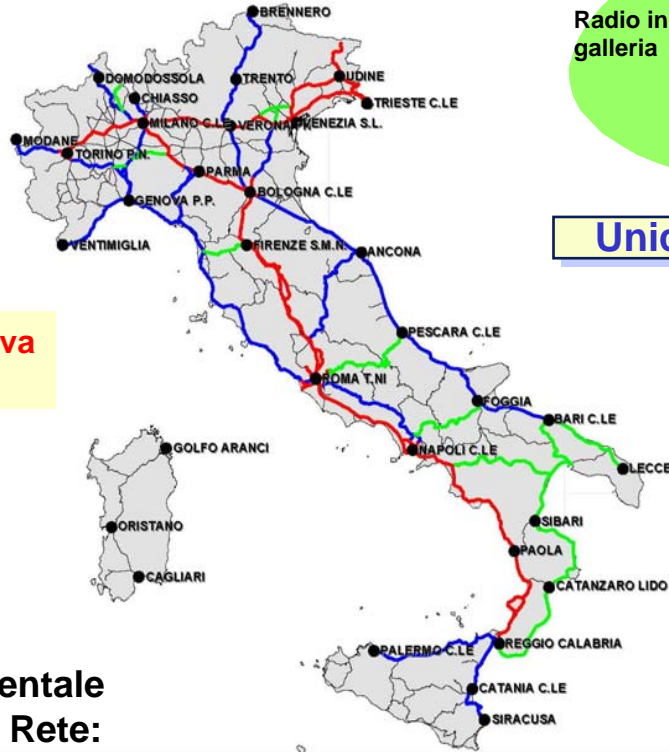 BRENNERO
Radio in
galleria
DOMODOSSOLA
TRENTO
UDINE
CHIASSO
TRIESTE C.LE
MILANO C.LE
VERONA P.N.
VENEZIA S.L.
MODANE
TORINO P.N.
PARMA
BOLOGNA C.LE
GENOVA P.P.
Unic
VENTIMIGLIA
FIRENZE S.M.N.
ANCONA
va
PESCARA C.LE
ROMA T.NI
FOGGIA
BARI C.LE
GOLFO ARANCI
NAPOLI C.LE
LECCE
ORISTANO
SIBARI
PAOLA
CAGLIARI
CATANZARO LIDO
REGGIO CALABRIA
PALERMO C.LE
entale
CATANIA C.LE
Rete:
SIRACUSA